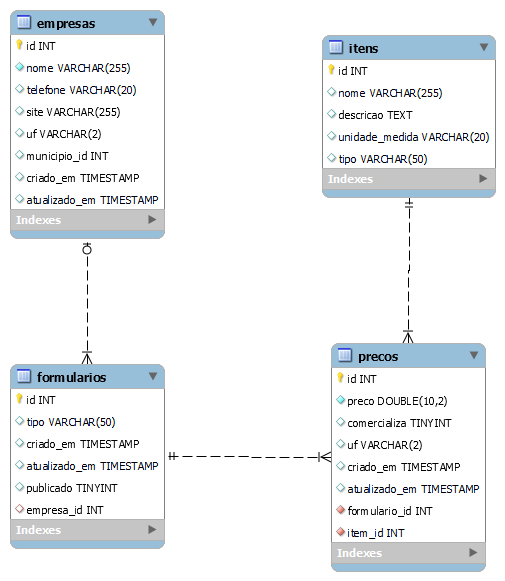 empresas
id INT
nome VARCHAR(255)
telefone VARCHAR(20)
site VARCHAR(255)
uf VARCHAR(2)
municipio_id INT
criado_em TIMESTAMP
atualizado_em TIMESTAMP
Indexes
itens
id INT
nome VARCHAR(255)
descricao TEXT
unidade_medida VARCHAR(20)
tipo VARCHAR(50)
Indexes
formularios
id INT
tipo VARCHAR(50)
criado_em TIMESTAMP
atualizado_em TIMESTAMP
publicado TINYINT
empresa_id INT
Indexes
precos
id INT
preco DOUBLE(10,2)
comercializa TINYINT
uf VARCHAR(2)
criado_em TIMESTAMP
atualizado_em TIMESTAMP
formulario_id INT
item_id INT
Indexes